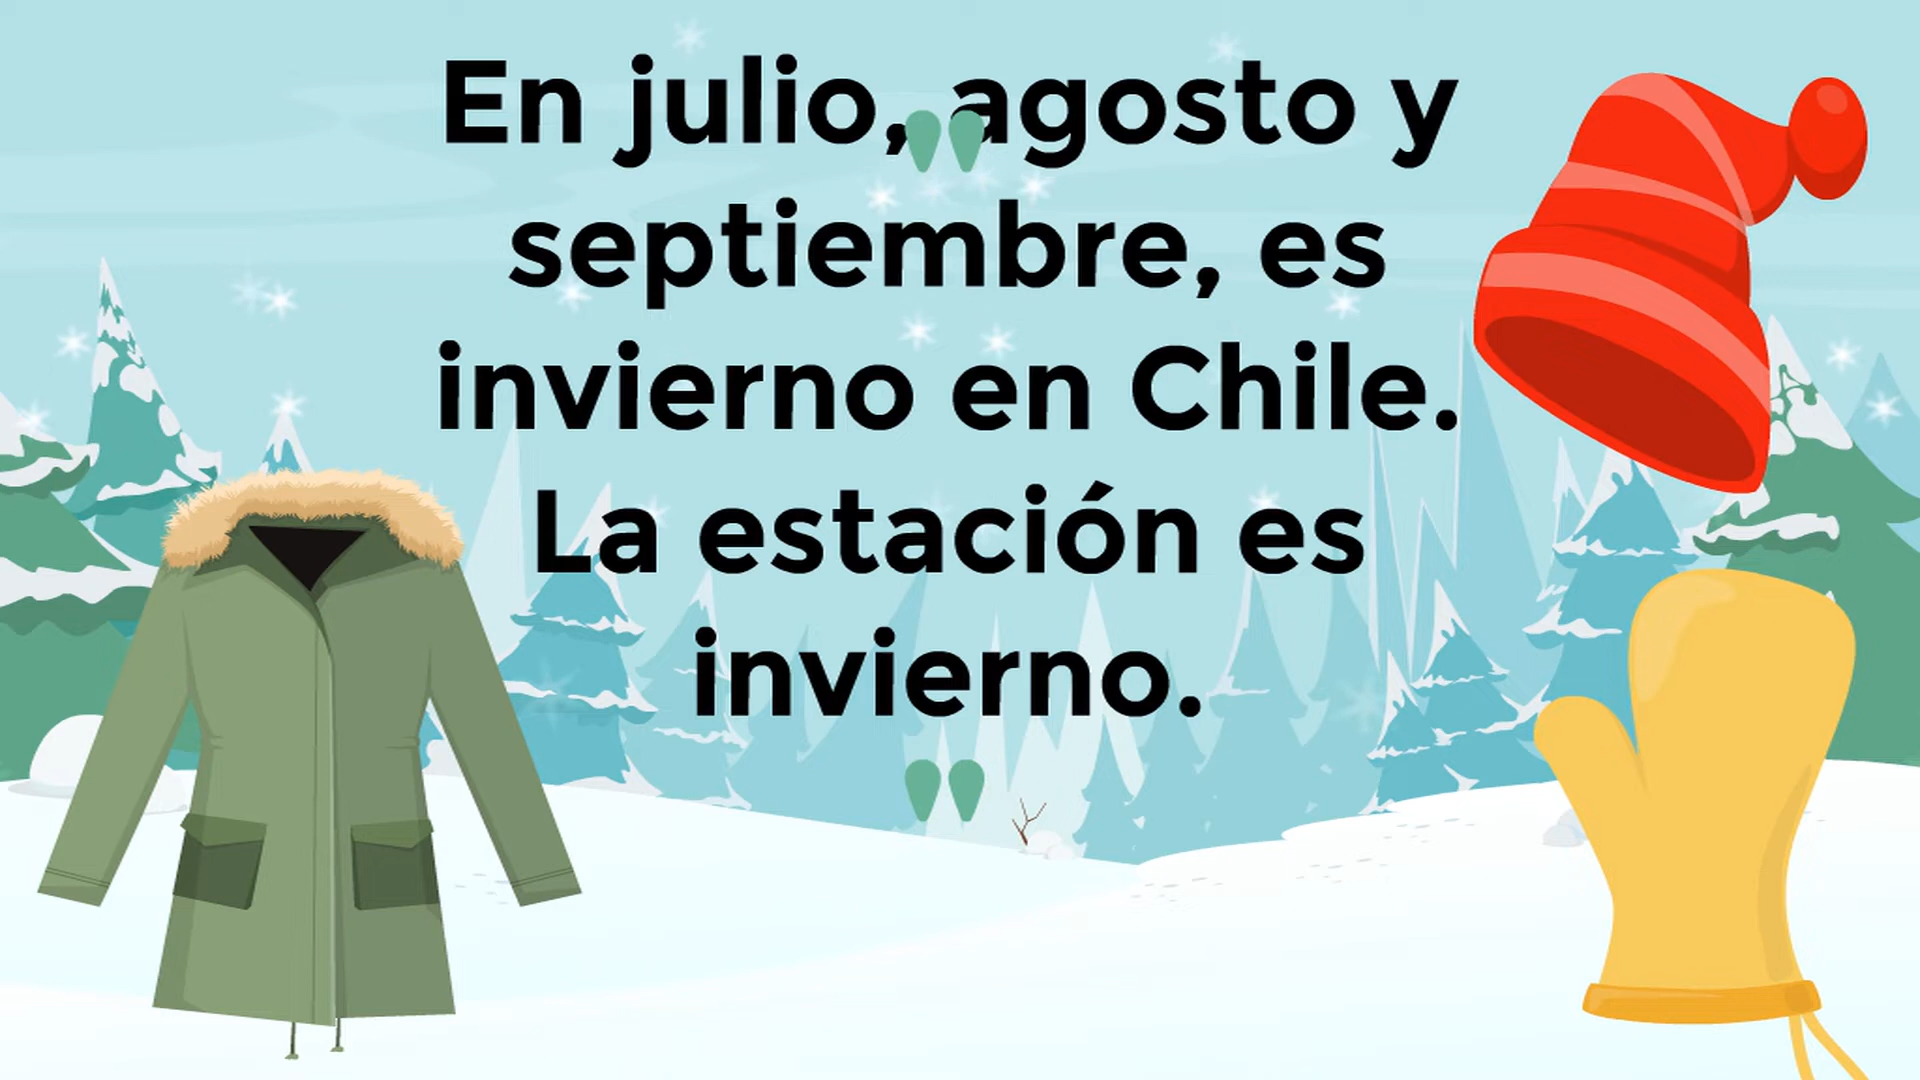 En julio, agosto y
septiembre, es
invierno en Chile.
La estación es
invierno.